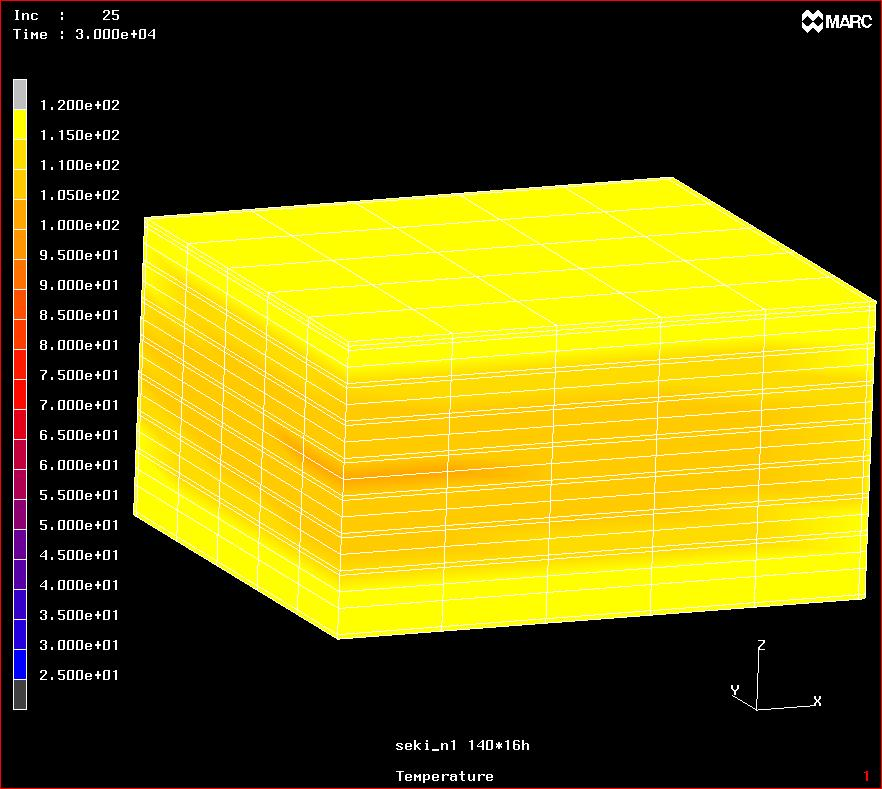 Inc : 25
Time : 3.000e+04
MARC
1.200e+02
1.150e+02
1.100e+02
1.050e+02
1.000e+02
9.500e+01
9.000e+01
8.500e+01
8.000e+01
7.500e+01
7.000e+01
6.500e+01
6.000e+01
5.500e+01
5.000e+01
4.500e+01
4.000e+01
3.500e+01
3.000e+01
2.500e+01
Z
Y
X
seki_n1 140*16h
Temperature
1